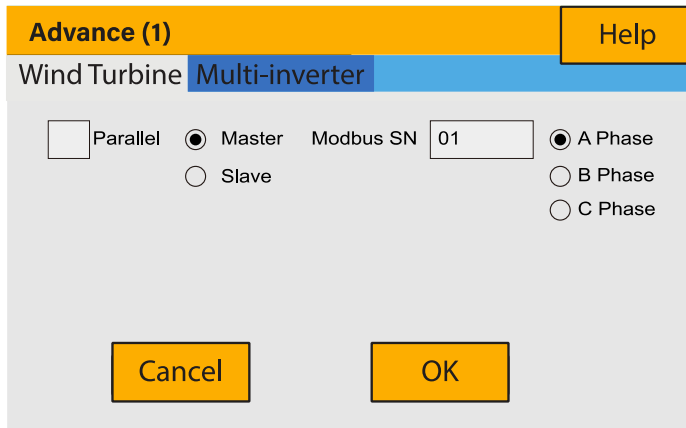 Advance (1)
Help
Wind Turbine Multi-inverter
Parallel Master Modbus SN 01 A Phase
Slave B Phase
C Phase
Cancel OK